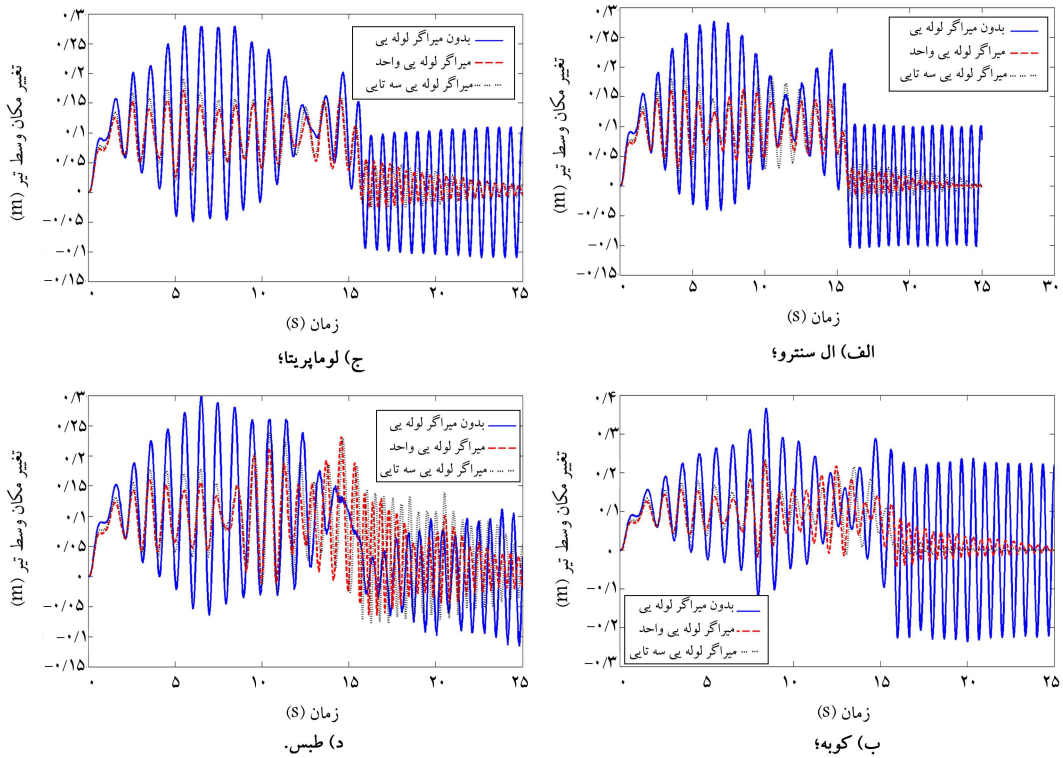 ۰/۳
۰/۲۵
۰/۲
۰/۱۵
۰/۱
۰/۰۵
۰
-۰/۰۵
-۰/۱
-۰/۱۵
تغییر مکان وسط تیر (m)
بدون میراگر لوله یی
میراگر لوله یی واحد
میراگر لوله یی سه تایی
۰ ۵ ۱۰ ۱۵ ۲۰ ۲۵ ۳۰
زمان (s)
الف) ال سنترو؛
۰/۳
۰/۲۵
۰/۲
۰/۱۵
۰/۱
۰/۰۵
۰
-۰/۰۵
-۰/۱
-۰/۱۵
تغییر مکان وسط تیر (m)
بدون میراگر لوله یی
میراگر لوله یی واحد
میراگر لوله یی سه تایی
۰ ۵ ۱۰ ۱۵ ۲۰ ۲۵
زمان (s)
ج) لوماپریتا؛
۰/۴
۰/۳
۰/۲
۰/۱
۰
-۰/۱
-۰/۲
-۰/۳
تغییر مکان وسط تیر (m)
بدون میراگر لوله یی
میراگر لوله یی واحد
میراگر لوله یی سه تایی
۰ ۵ ۱۰ ۱۵ ۲۰ ۲۵
زمان (s)
ب) کوبه؛
۰/۳
۰/۲۵
۰/۲
۰/۱۵
۰/۱
۰/۰۵
۰
-۰/۰۵
-۰/۱
-۰/۱۵
تغییر مکان وسط تیر (m)
بدون میراگر لوله یی
میراگر لوله یی واحد
میراگر لوله یی سه تایی
۰ ۵ ۱۰ ۱۵ ۲۰ ۲۵
زمان (s)
د) طبس.